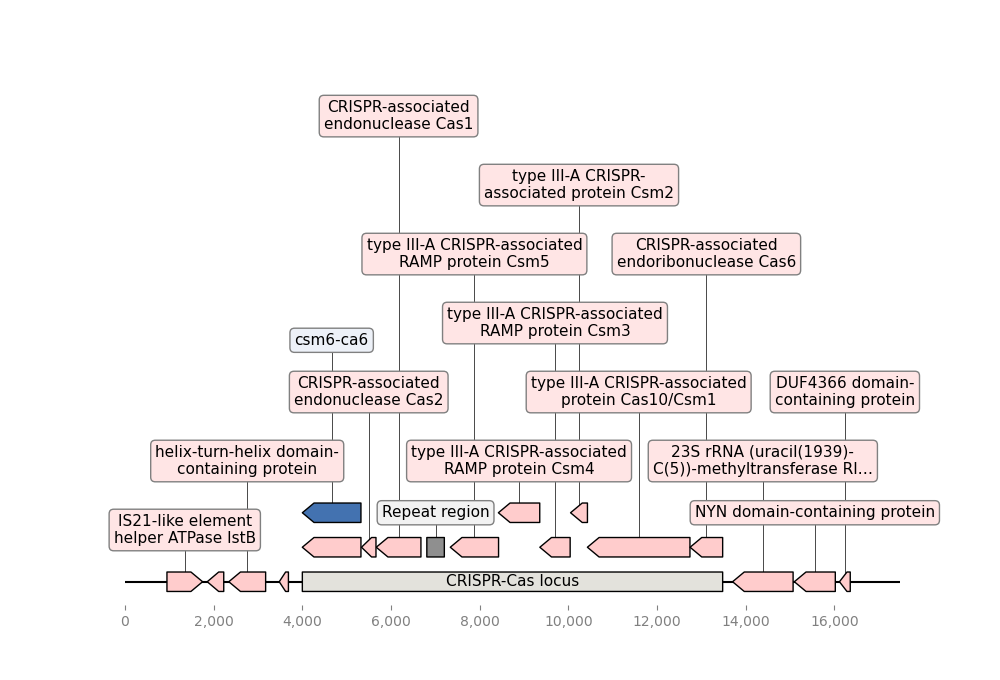 CRISPR-associated
endonuclease Cas1
type III-A CRISPR-
associated protein Csm2
type III-A CRISPR-associated
RAMP protein Csm5
CRISPR-associated
endoribonuclease Cas6
type III-A CRISPR-associated
RAMP protein Csm3
csm6-ca6
CRISPR-associated
endonuclease Cas2
type III-A CRISPR-associated
protein Cas10/Csm1
DUF4366 domain-
containing protein
helix-turn-helix domain-
containing protein
type III-A CRISPR-associated
RAMP protein Csm4
23S rRNA (uracil(1939)-
C(5))-methyltransferase Rl...
IS21-like element
helper ATPase IstB
Repeat region
NYN domain-containing protein
CRISPR-Cas locus
0 2,000 4,000 6,000 8,000 10,000 12,000 14,000 16,000